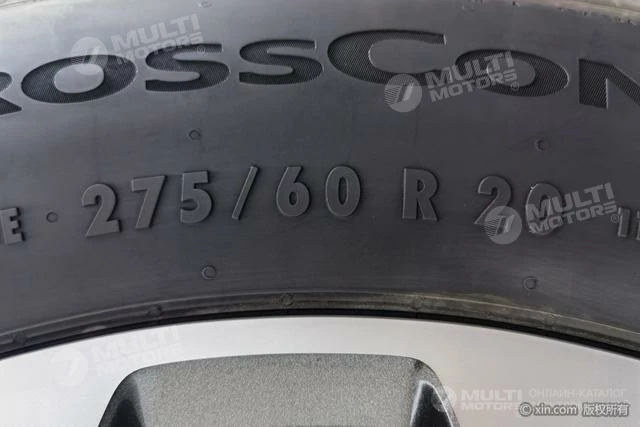 MULTI
MOTORS
ROSSCON
MULTI
MOTORS
E · 275/60 R 20
MULTI
MOTORS
MULTI
MOTORS
MULTI ОНЛАЙН-КАТАЛОГ
MOTORS
© xin.com 版权所有